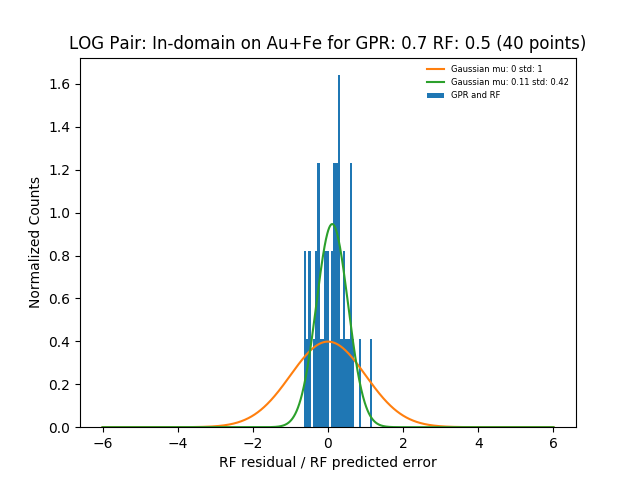 LOG Pair: In-domain on Au+Fe for GPR: 0.7 RF: 0.5 (40 points)
Gaussian mu: 0 std: 1
Gaussian mu: 0.11 std: 0.42
GPR and RF
Normalized Counts
1.6
1.4
1.2
1.0
0.8
0.6
0.4
0.2
0.0
−6 −4 −2 0 2 4 6
RF residual / RF predicted error